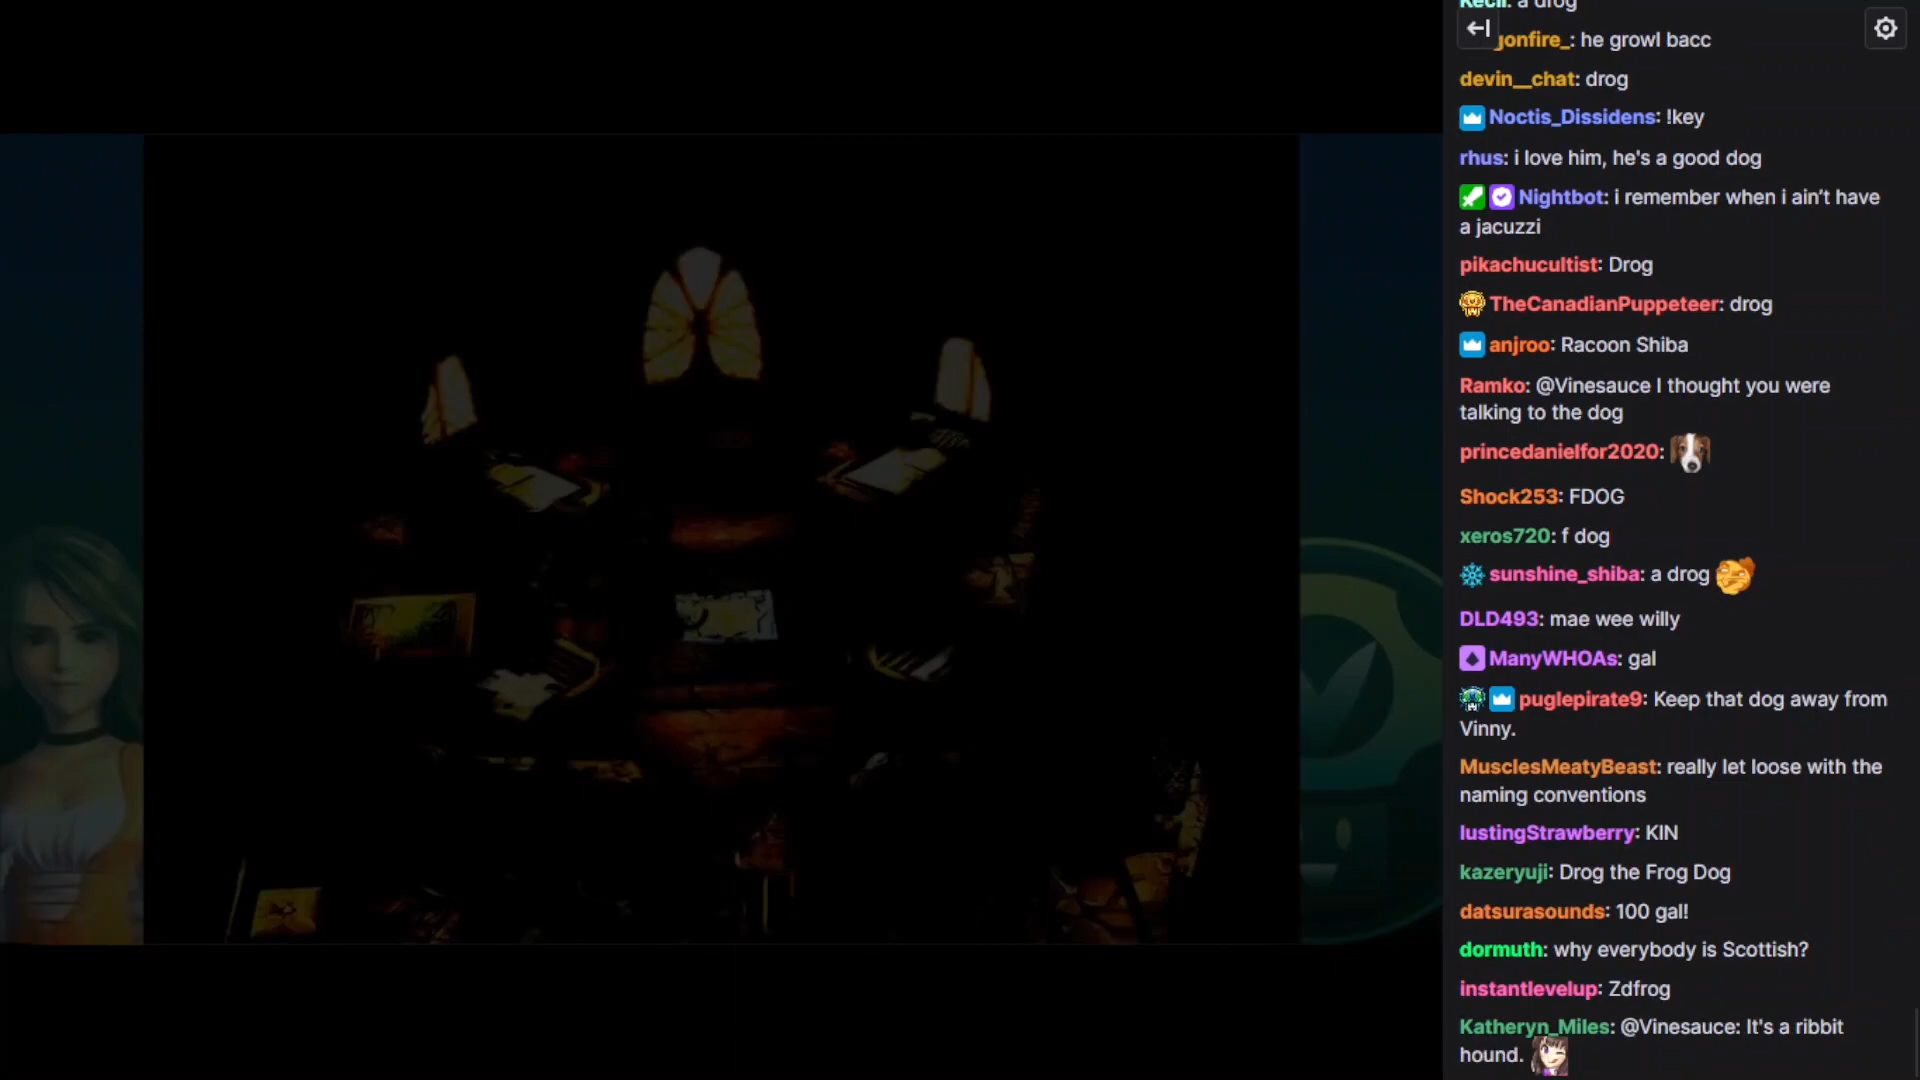 Kecil: a drog
gonfire_: he growl bacc
devin__chat: drog
Noctis_Dissidens: !key
rhus: i love him, he's a good dog
Nightbot: i remember when i ain’t have
a jacuzzi
pikachucultist: Drog
TheCanadianPuppeteer: drog
anjroo: Racoon Shiba
Ramko: @Vinesauce I thought you were
talking to the dog
princedanielfor2020:
Shock253: FDOG
xeros720: f dog
sunshine_shiba: a drog
DLD493: mae wee willy
ManyWHOAs: gal
puglepirate9: Keep that dog away from
Vinny.
MusclesMeatyBeast: really let loose with the
naming conventions
lustingStrawberry: KIN
kazeryuji: Drog the Frog Dog
datsurasounds: 100 gal!
dormuth: why everybody is Scottish?
instantlevelup: Zdfrog
Katheryn_Miles: @Vinesauce: It's a ribbit
hound.